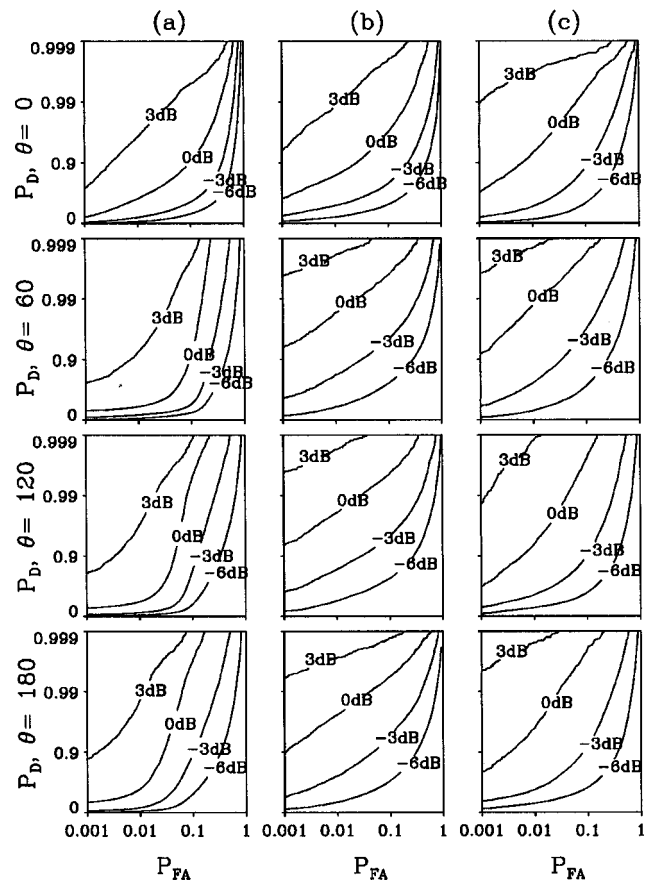 (a) (b) (c)
P_D, θ= 0
0.999
0.99
0.9
0
3dB
0dB
−3dB
−6dB
3dB
0dB
−3dB
−6dB
3dB
0dB
−3dB
−6dB
P_D, θ= 60
0.999
0.99
0.9
0
3dB
0dB
−3dB
−6dB
3dB
0dB
−3dB
−6dB
3dB
0dB
−3dB
−6dB
P_D, θ= 120
0.999
0.99
0.9
0
3dB
0dB
−3dB
−6dB
3dB
0dB
−3dB
−6dB
3dB
0dB
−3dB
−6dB
P_D, θ= 180
0.999
0.99
0.9
0
3dB
0dB
−3dB
−6dB
3dB
0dB
−3dB
−6dB
3dB
0dB
−3dB
−6dB
0.001 0.01 0.1 1 0.001 0.01 0.1 1 0.001 0.01 0.1 1
P_FA P_FA P_FA